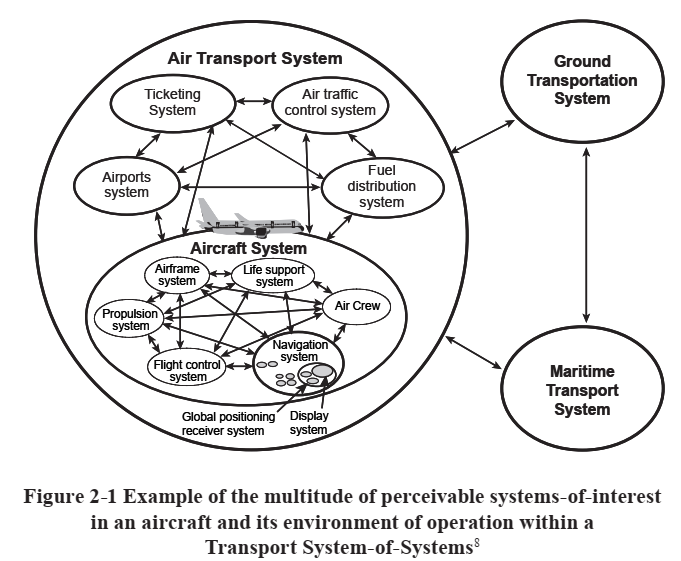 Air Transport System
Ground
Transportation
System
Ticketing
System
Air traffic
control system
Airports
system
Fuel
distribution
system
Aircraft System
Airframe
system
Life support
system
Propulsion
system
Air Crew
Flight control
system
Navigation
system
Global positioning
receiver system
Display
system
Maritime
Transport
System
Figure 2-1 Example of the multitude of perceivable systems-of-interest
in an aircraft and its environment of operation within a
Transport System-of-Systems8